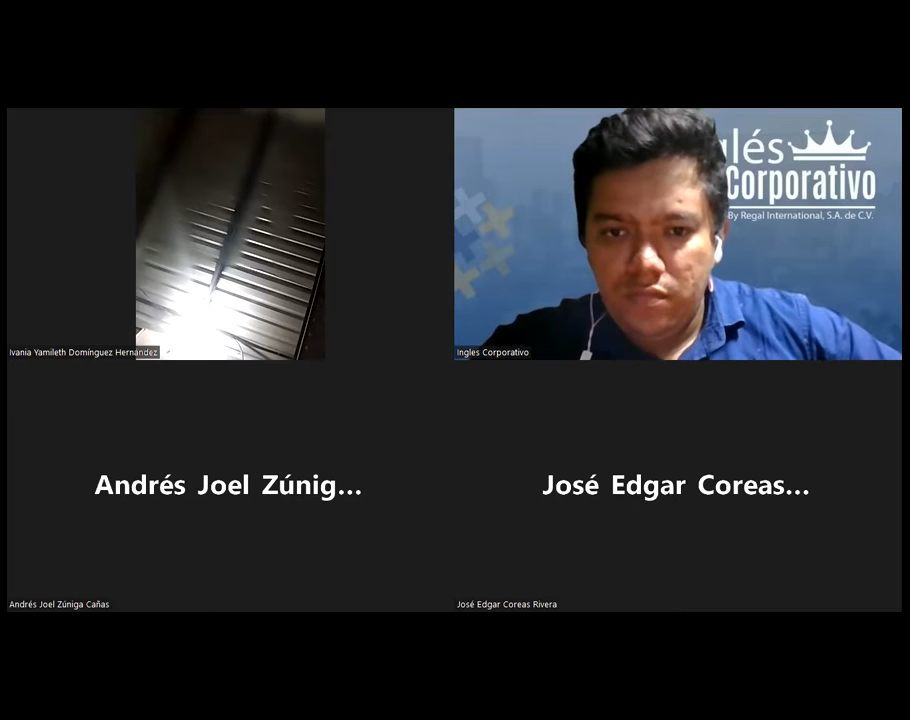 glés
Corporativo
By Regal International, S.A. de C.V.
Ivania Yamileth Domínguez Hernández
Ingles Corporativo
Andrés Joel Zúnig...
José Edgar Coreas...
Andrés Joel Zúniga Cañas
José Edgar Coreas Rivera